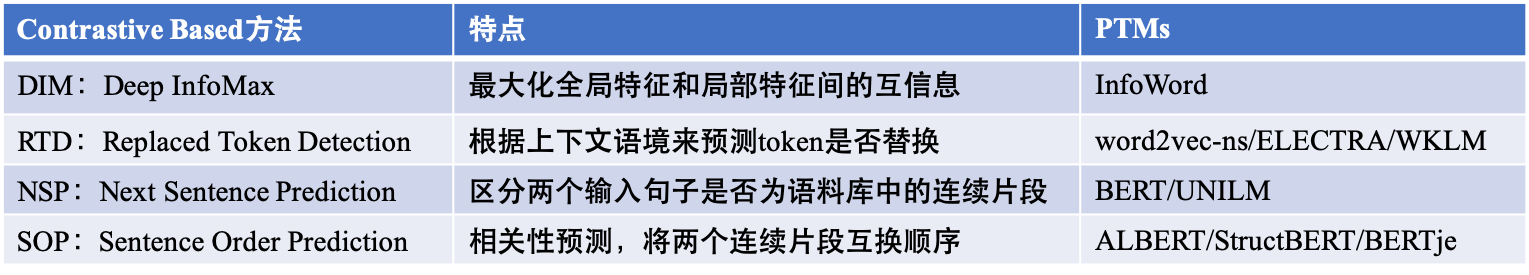 Contrastive Based方法 特点 PTMs
DIM：Deep InfoMax 最大化全局特征和局部特征间的互信息 InfoWord
RTD：Replaced Token Detection 根据上下文语境来预测token是否替换 word2vec-ns/ELECTRA/WKLM
NSP：Next Sentence Prediction 区分两个输入句子是否为语料库中的连续片段 BERT/UNILM
SOP：Sentence Order Prediction 相关性预测，将两个连续片段互换顺序 ALBERT/StructBERT/BERTje